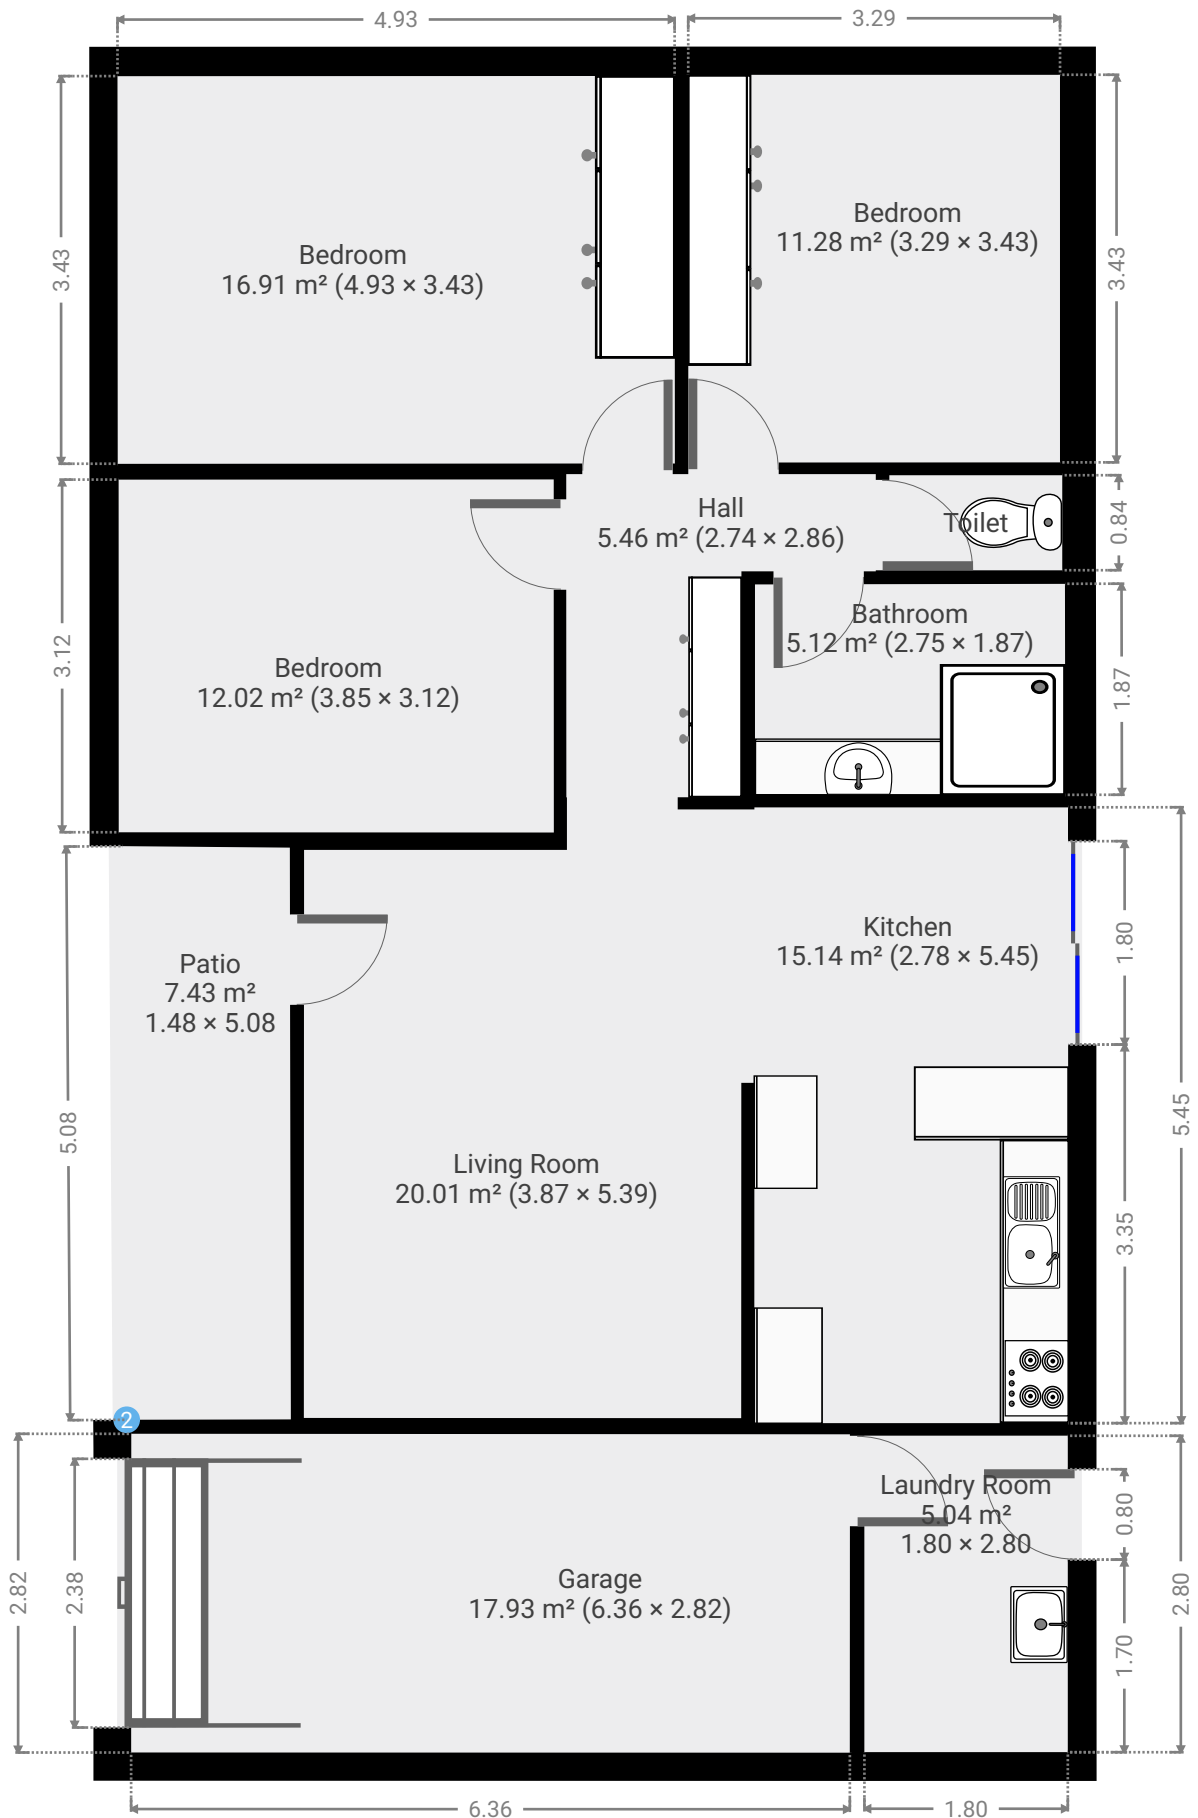 4.93
3.29
3.43
3.43
Bedroom
16.91 m² (4.93 × 3.43)
Bedroom
11.28 m² (3.29 × 3.43)
Hall
5.46 m² (2.74 × 2.86)
Toilet
0.84
Bathroom
5.12 m² (2.75 × 1.87)
1.87
3.12
Bedroom
12.02 m² (3.85 × 3.12)
Kitchen
15.14 m² (2.78 × 5.45)
1.80
Patio
7.43 m²
1.48 × 5.08
5.08
5.45
Living Room
20.01 m² (3.87 × 5.39)
3.35
2
Laundry Room
5.04 m²
1.80 × 2.80
0.80
2.82
2.38
Garage
17.93 m² (6.36 × 2.82)
2.80
1.70
6.36
1.80